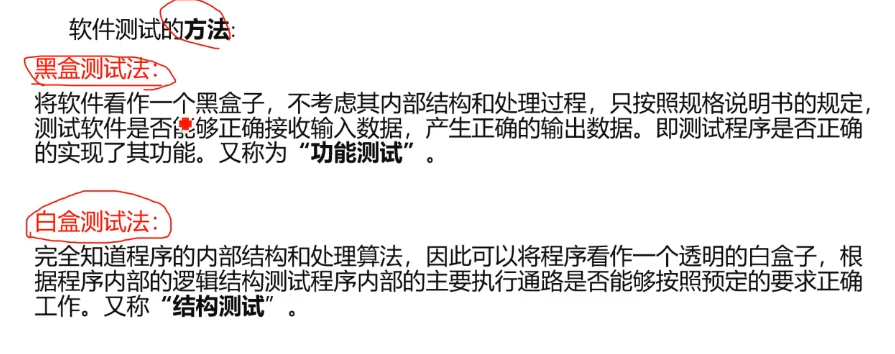 软件测试的方法:
黑盒测试法:
将软件看作一个黑盒子，不考虑其内部结构和处理过程，只按照规格说明书的规定，
测试软件是否能够正确接收输入数据，产生正确的输出数据。即测试程序是否正确
的实现了其功能。又称为“功能测试”。
白盒测试法:
完全知道程序的内部结构和处理算法，因此可以将程序看作一个透明的白盒子，根
据程序内部的逻辑结构测试程序内部的主要执行通路是否能够按照预定的要求正确
工作。又称“结构测试”。